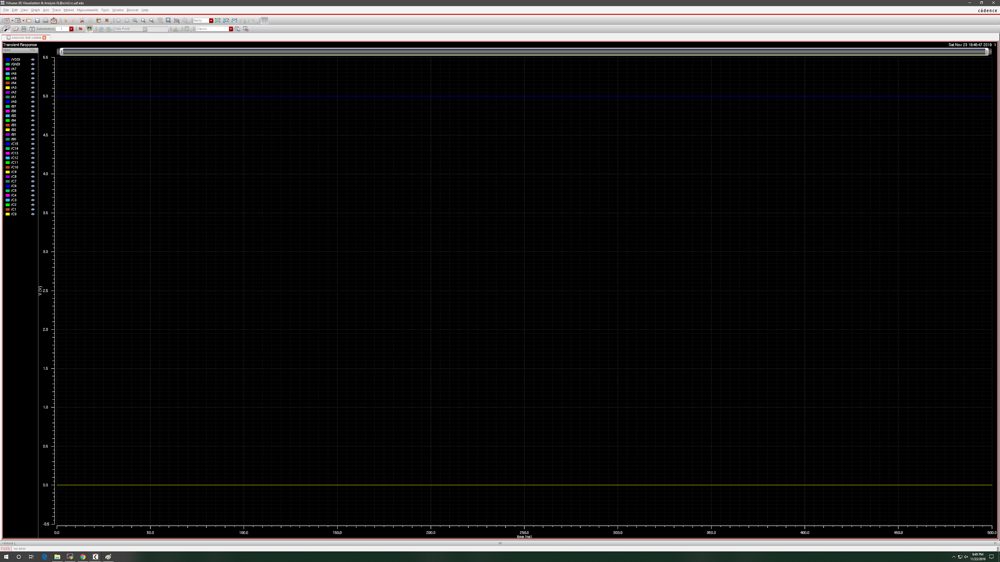 Virtuoso (R) Visualization & Analysis XL@scln2.rc.usf.edu
File Edit View Graph Axis Trace Marker Measurements Tools Window Browser Help
cādence
family
Subwindows: 1
Data Point
Classic
cmosvlsi 8x8 calibre
Transient Response
Sat Nov 23 18:48:47 2019 1
Name Vis
/VDD!
/GND!
/A7
/A6
/A5
/A4
/A3
/A2
/A1
/A0
/B7
/B6
/B5
/B4
/B3
/B2
/B1
/B0
/C15
/C14
/C13
/C12
/C11
/C10
/C9
/C8
/C7
/C6
/C5
/C4
/C3
/C2
/C1
/C0
5.5
5.0
4.5
4.0
3.5
3.0
2.5
2.0
1.5
1.0
0.5
0.0
-0.5
V (V)
0.0 50.0 100.0 150.0 200.0 250.0 300.0 350.0 400.0 450.0 500.0
time (ns)
mouse L: M: R:
11(33) no error
6:49 PM
11/23/2019